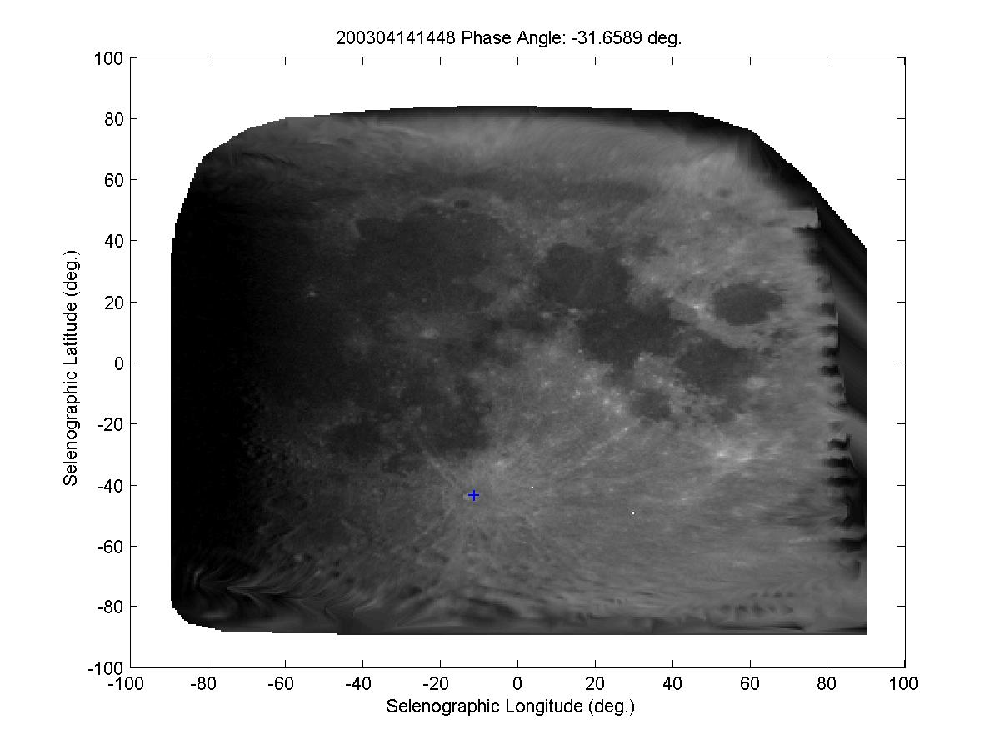 200304141448 Phase Angle: -31.6589 deg.
100
80
60
40
20
0
-20
-40
-60
-80
-100
Selenographic Latitude (deg.)
-100 -80 -60 -40 -20 0 20 40 60 80 100
Selenographic Longitude (deg.)